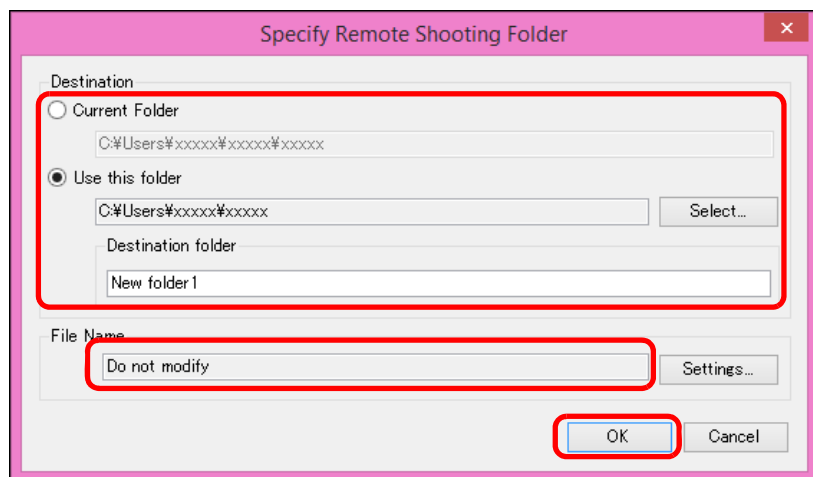 Specify Remote Shooting Folder
Destination
Current Folder
C:¥Users¥xxxxx¥xxxxx¥xxxxx
Use this folder
C:¥Users¥xxxxx¥xxxxx
Select...
Destination folder
New folder1
File Name
Do not modify
Settings...
OK
Cancel